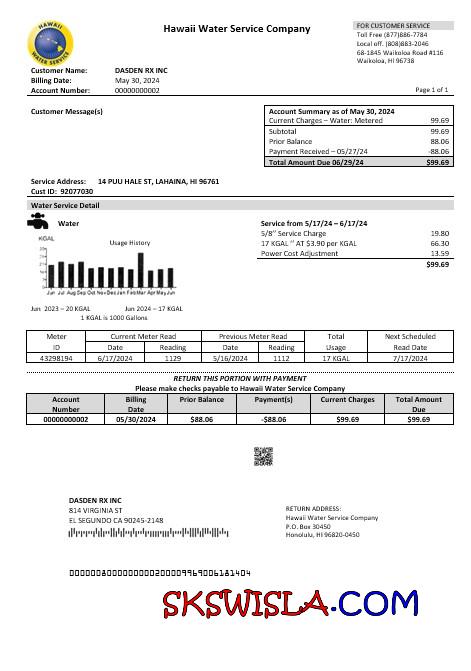 HAWAII
WATER SERVICE
Hawaii Water Service Company
FOR CUSTOMER SERVICE
Toll Free (877)886-7784
Local off. (808)883-2046
68-1845 Waikoloa Road #116
Waikoloa, HI 96738
Customer Name: DASDEN RX INC
Billing Date: May 30, 2024
Account Number: 00000000002
Page 1 of 1
Customer Message(s)
Account Summary as of May 30, 2024
Current Charges – Water: Metered 99.69
Subtotal 99.69
Prior Balance 88.06
Payment Received – 05/27/24 -88.06
Total Amount Due 06/29/24 $99.69
Service Address: 14 PUU HALE ST, LAHAINA, HI 96761
Cust ID: 92077030
Water Service Detail
Water
Service from 5/17/24 – 6/17/24
5/8" Service Charge 19.80
17 KGAL " AT $3.90 per KGAL 66.30
Power Cost Adjustment 13.59
$99.69
KGAL
Usage History
Jun Jul Aug Sep Oct Nov Dec Jan Feb Mar Apr May Jun
Jun 2023 – 20 KGAL Jun 2024 – 17 KGAL
1 KGAL is 1000 Gallons
Meter ID Current Meter Read Previous Meter Read Total Usage Next Scheduled Read Date
Date Reading Date Reading
43298194 6/17/2024 1129 5/16/2024 1112 17 KGAL 7/17/2024
RETURN THIS PORTION WITH PAYMENT
Please make checks payable to Hawaii Water Service Company
Account Number Billing Date Prior Balance Payment(s) Current Charges Total Amount Due
00000000002 05/30/2024 $88.06 -$88.06 $99.69 $99.69
DASDEN RX INC
814 VIRGINIA ST
EL SEGUNDO CA 90245-2148
RETURN ADDRESS:
Hawaii Water Service Company
P.O. Box 30450
Honolulu, HI 96820-0450
SKSWISLA.COM